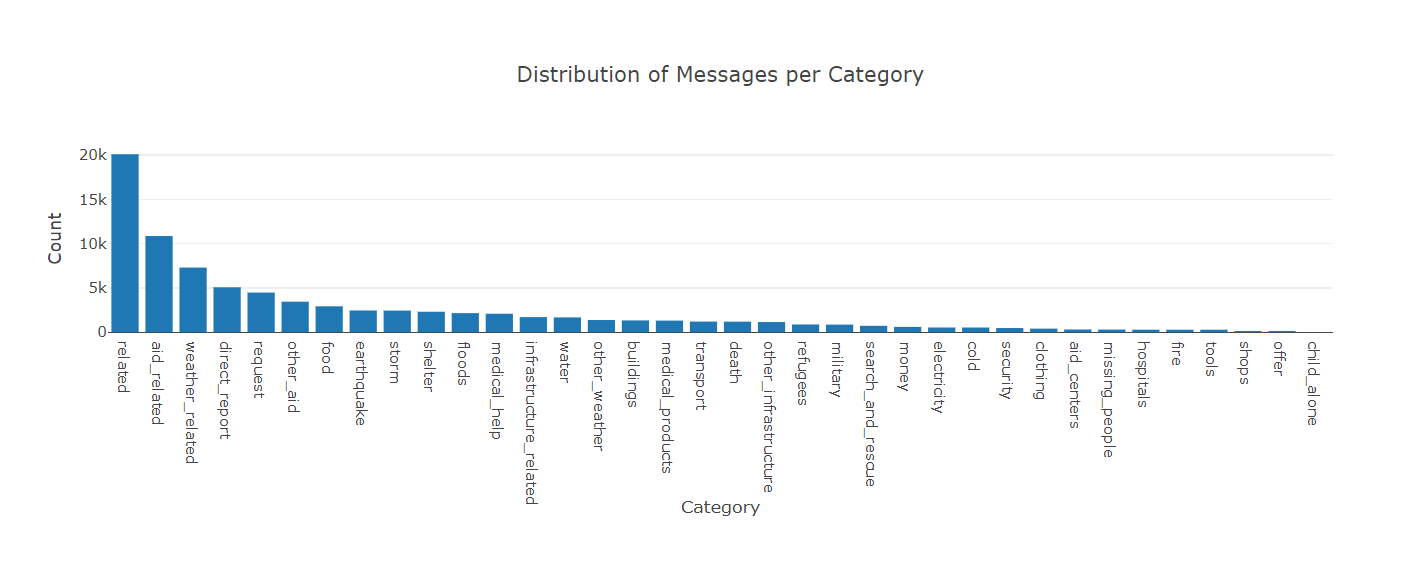 Distribution of Messages per Category
Count
20k
15k
10k
5k
0
related
aid_related
weather_related
direct_report
request
other_aid
food
earthquake
storm
shelter
floods
medical_help
infrastructure_related
water
other_weather
buildings
medical_products
transport
death
other_infrastructure
refugees
military
search_and_rescue
money
electricity
cold
security
clothing
aid_centers
missing_people
hospitals
fire
tools
shops
offer
child_alone
Category